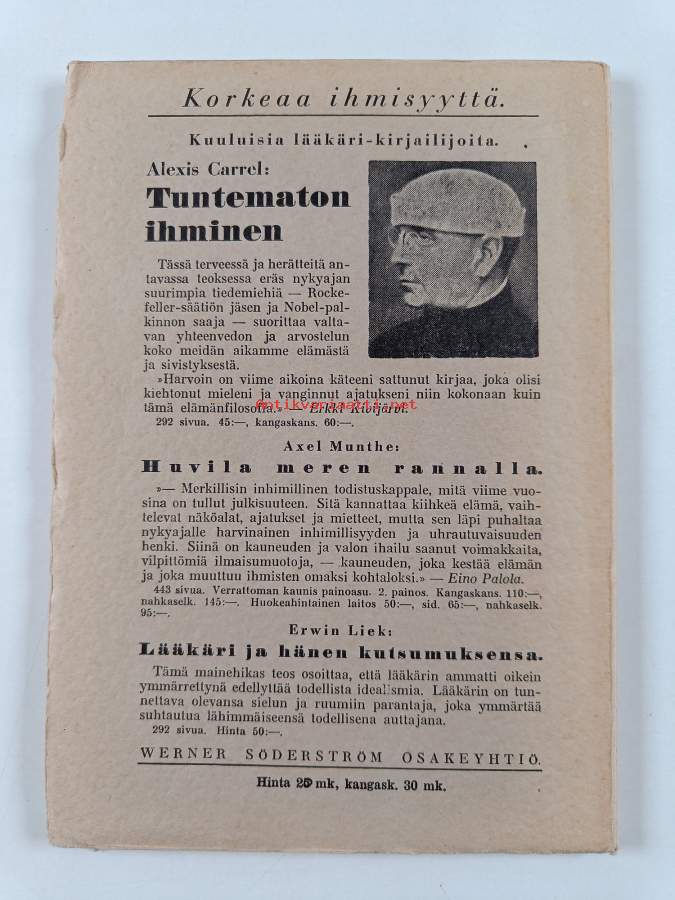 Korkeaa ihmisyyttä.
Kuuluisia lääkäri-kirjailijoita.
Alexis Carrel:
Tuntematon
ihminen
Tässä terveessä ja herätteitä an-
tavassa teoksessa eräs nykyajan
suurimpia tiedemiehiä — Rocke-
feller-säätiön jäsen ja Nobel-pal-
kinnon saaja — suorittaa valta-
van yhteenvedon ja arvostelun
koko meidän aikamme elämästä
ja sivistyksestä.
»Harvoin on viime aikoina käteeni sattunut kirjaa, joka olisi
kiehtonut mieleni ja vanginnut ajatukseni niin kokonaan kuin
tämä elämänfilosofia.» — Erkki Kivijärvi.
antikvariaatti.net
292 sivua. 45:—, kangaskans. 60:—.
Axel Munthe:
Huvila meren rannalla.
»— Merkillisin inhimillinen todistuskappale, mitä viime vuo-
sina on tullut julkisuuteen. Sitä kannattaa kiihkeä elämä, vaih-
televat näköalat, ajatukset ja mietteet, mutta sen läpi puhaltaa
nykyajalle harvinainen inhimillisyyden ja uhrautuvaisuuden
henki. Siinä on kauneuden ja valon ihailu saanut voimakkaita,
vilpittömiä ilmaisumuotoja, — kauneuden, joka kestää elämän
ja joka muuttuu ihmisten omaksi kohtaloksi.» — Eino Palola.
443 sivua. Verrattoman kaunis painoasu. 2. painos. Kangaskans. 110:—,
nahkaselk. 145:—. Huokeahintainen laitos 50:—, sid. 65:—, nahkaselk.
95:—.
Erwin Liek:
Lääkäri ja hänen kutsumuksensa.
Tämä mainehikas teos osoittaa, että lääkärin ammatti oikein
ymmärrettynä edellyttää todellista idealismia. Lääkärin on tun-
nettava olevansa sielun ja ruumiin parantaja, joka ymmärtää
suhtautua lähimmäiseensä todellisena auttajana.
292 sivua. Hinta 50:—.
WERNER SÖDERSTRÖM OSAKEYHTIÖ.
Hinta 20 mk, kangask. 30 mk.